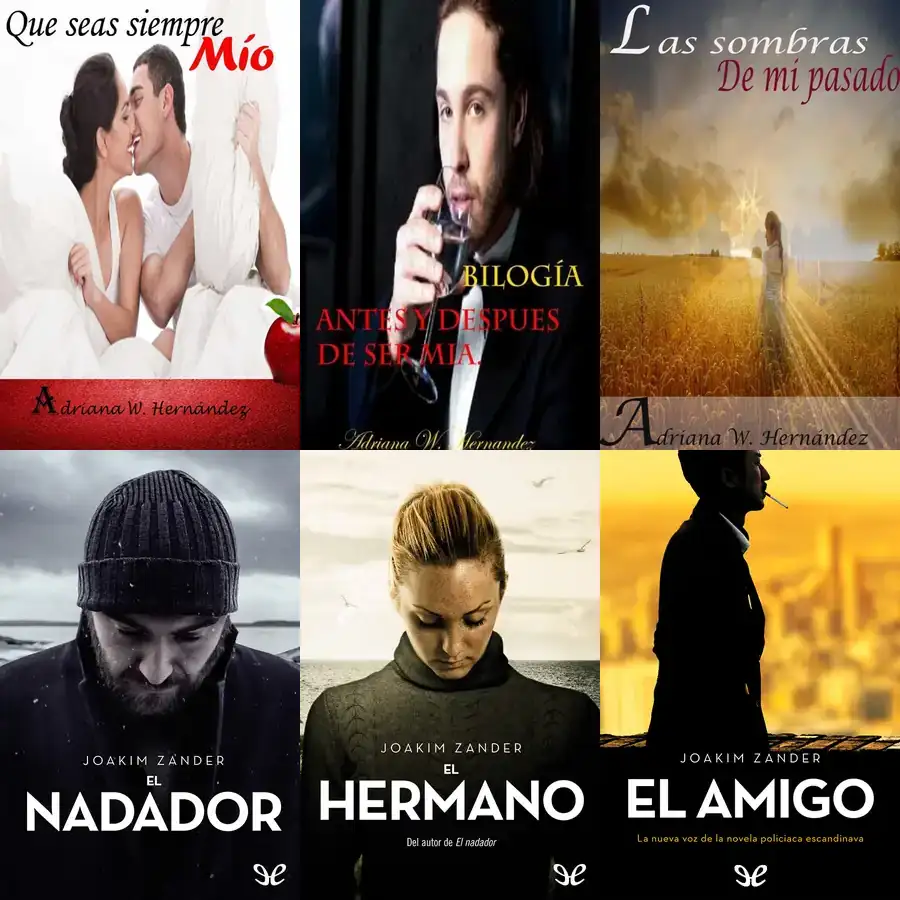 Que seas siempre
Mío
Adriana W. Hernández
BILOGÍA
ANTES Y DESPUES
DE SER MIA.
Adriana W. Hernandez
Las sombras
De mi pasado
Adriana W. Hernández
JOAKIM ZANDER
EL
NADADOR
JOAKIM ZANDER
EL
HERMANO
Del autor de El nadador
JOAKIM ZANDER
EL AMIGO
La nueva voz de la novela policiaca escandinava